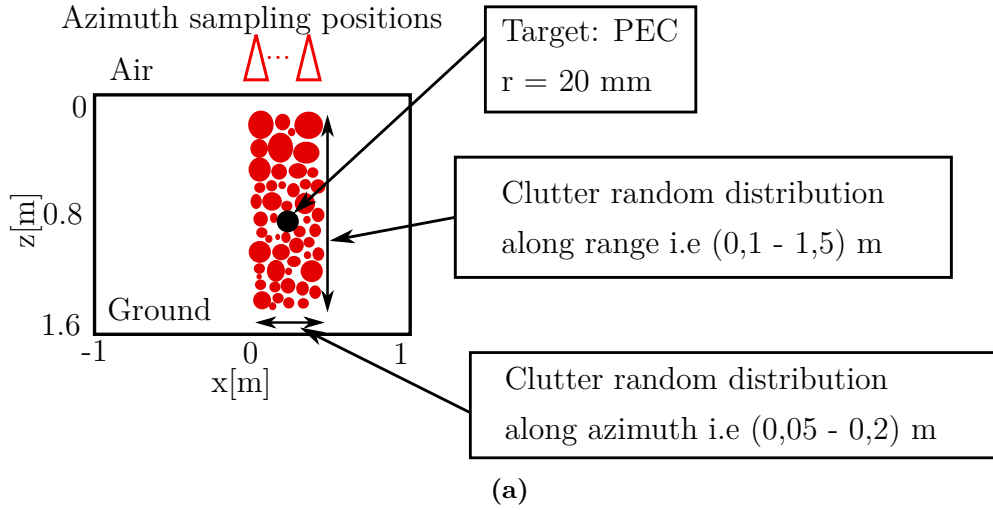 Azimuth sampling positions
Target: PEC
r = 20 mm
Air
...
0
Clutter random distribution
along range i.e (0,1 - 1,5) m
0.8
z[m]
Ground
1.6
-1
0
1
x[m]
Clutter random distribution
along azimuth i.e (0,05 - 0,2) m
(a)